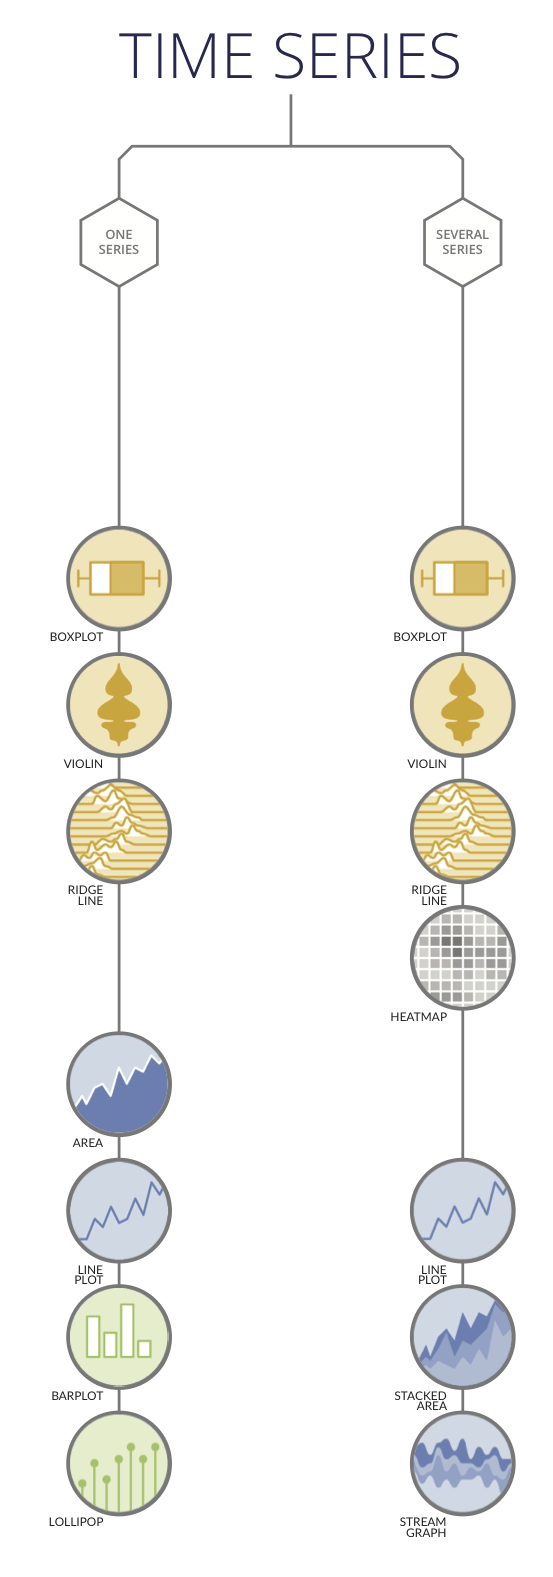 TIME SERIES
ONE
SERIES
SEVERAL
SERIES
BOXPLOT
VIOLIN
RIDGE
LINE
AREA
LINE
PLOT
BARPLOT
LOLLIPOP
BOXPLOT
VIOLIN
RIDGE
LINE
HEATMAP
LINE
PLOT
STACKED
AREA
STREAM
GRAPH